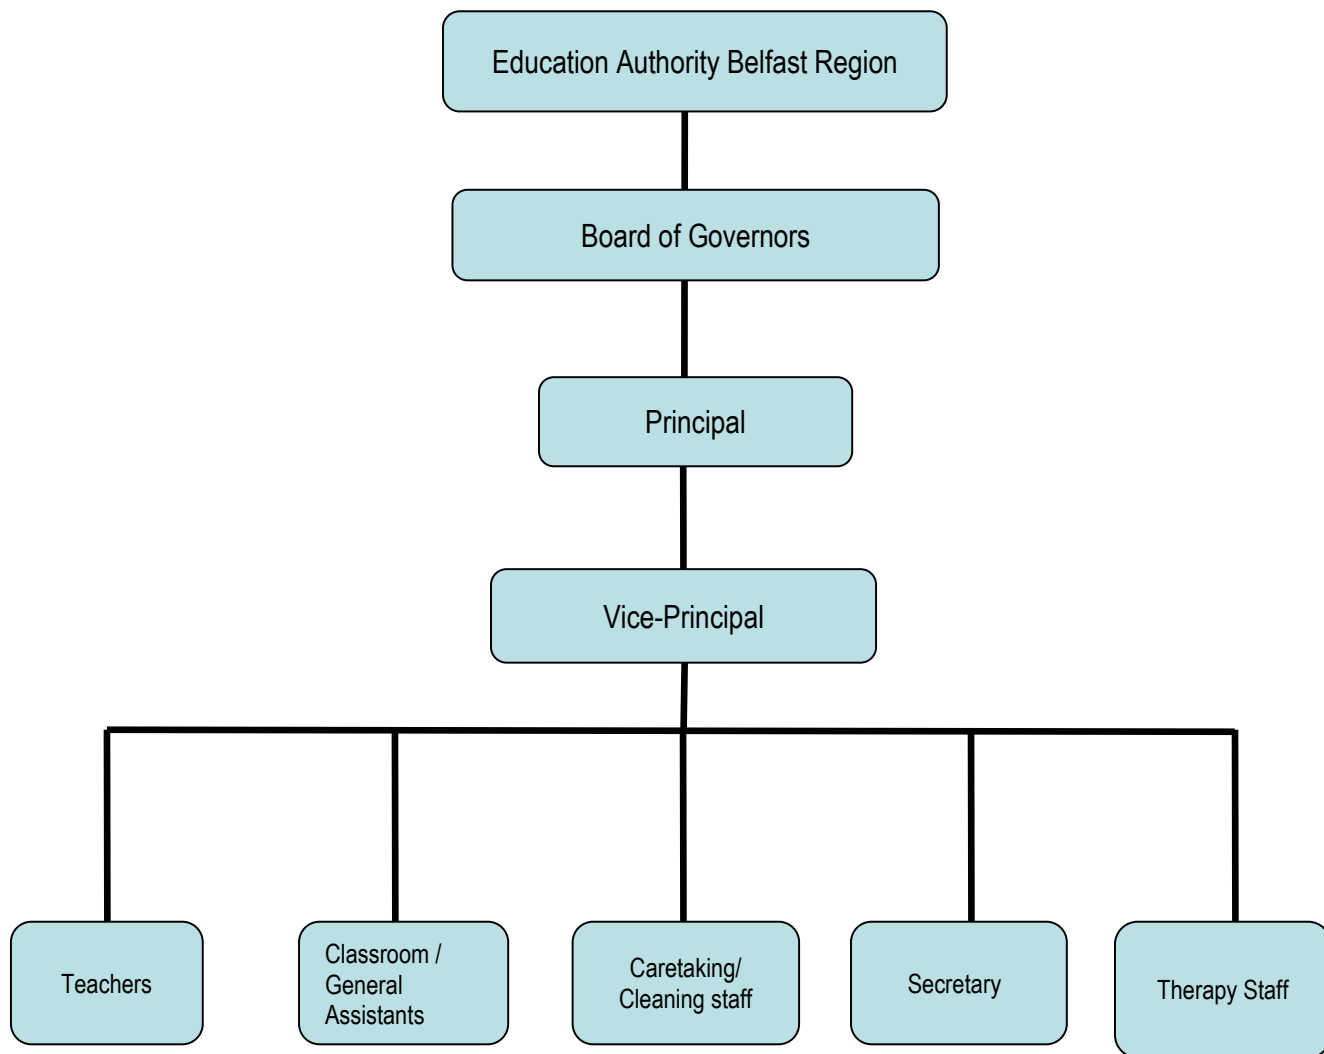 Education Authority Belfast Region
Board of Governors
Principal
Vice-Principal
Teachers
Classroom /
General
Assistants
Caretaking/
Cleaning staff
Secretary
Therapy Staff